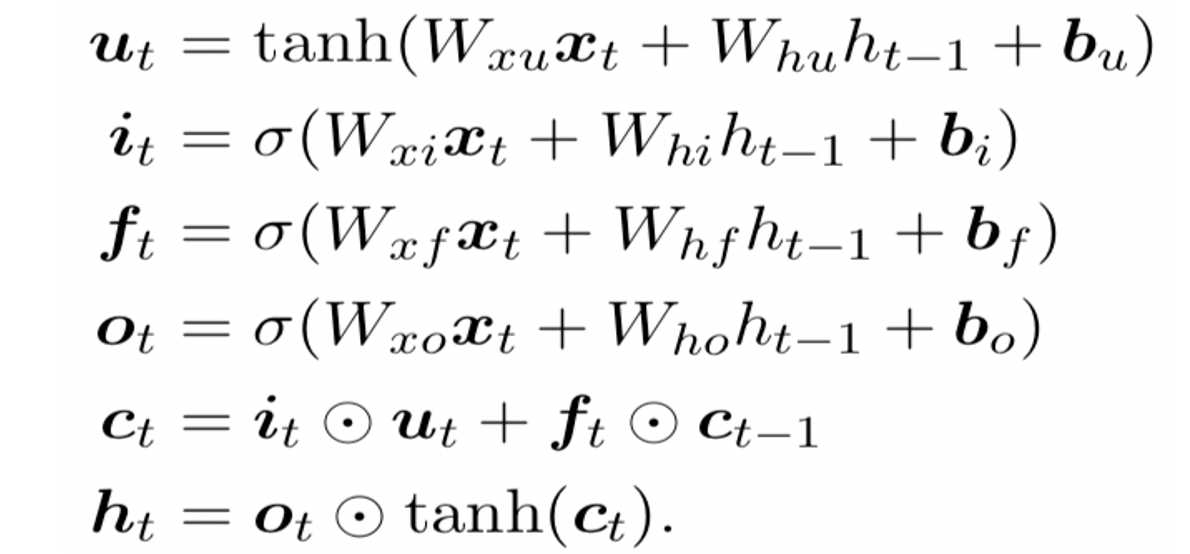 𝒖ₜ = tanh(W_{xu}𝒙_t + W_{hu}h_{t−1} + 𝒃_u)
𝒊_t = σ(W_{xi}𝒙_t + W_{hi}h_{t−1} + 𝒃_i)
𝒇_t = σ(W_{xf}𝒙_t + W_{hf}h_{t−1} + 𝒃_f)
𝒐_t = σ(W_{xo}𝒙_t + W_{ho}h_{t−1} + 𝒃_o)
𝒄_t = 𝒊_t ⊙ 𝒖_t + 𝒇_t ⊙ 𝒄_{t−1}
𝒉_t = 𝒐_t ⊙ tanh(𝒄_t).